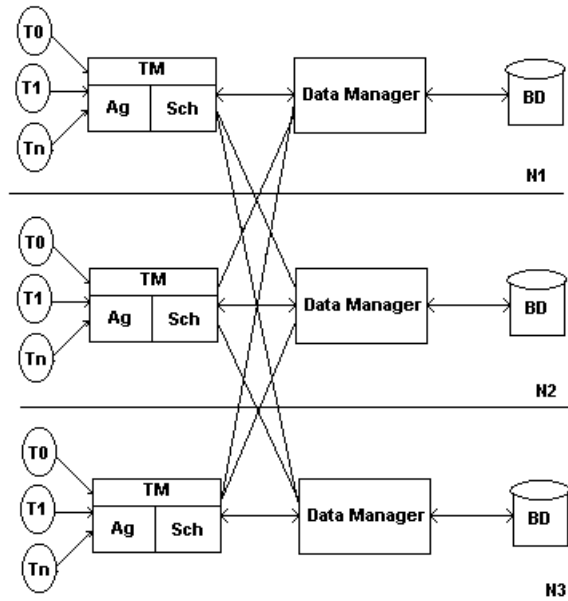 T0
TM
T1
Ag
Sch
Data Manager
BD
Tn
N1
T0
TM
T1
Ag
Sch
Data Manager
BD
Tn
N2
T0
TM
T1
Ag
Sch
Data Manager
BD
Tn
N3